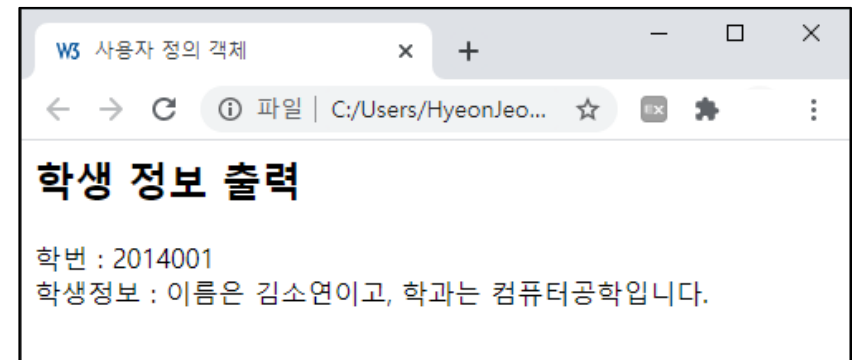 W3 사용자 정의 객체
파일 | C:/Users/HyeonJeo...
EX
학생 정보 출력
학번 : 2014001
학생정보 : 이름은 김소연이고, 학과는 컴퓨터공학입니다.